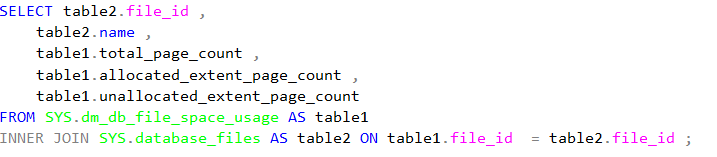 SELECT table2.file_id ,
table2.name ,
table1.total_page_count ,
table1.allocated_extent_page_count ,
table1.unallocated_extent_page_count
FROM SYS.dm_db_file_space_usage AS table1
INNER JOIN SYS.database_files AS table2 ON table1.file_id = table2.file_id ;